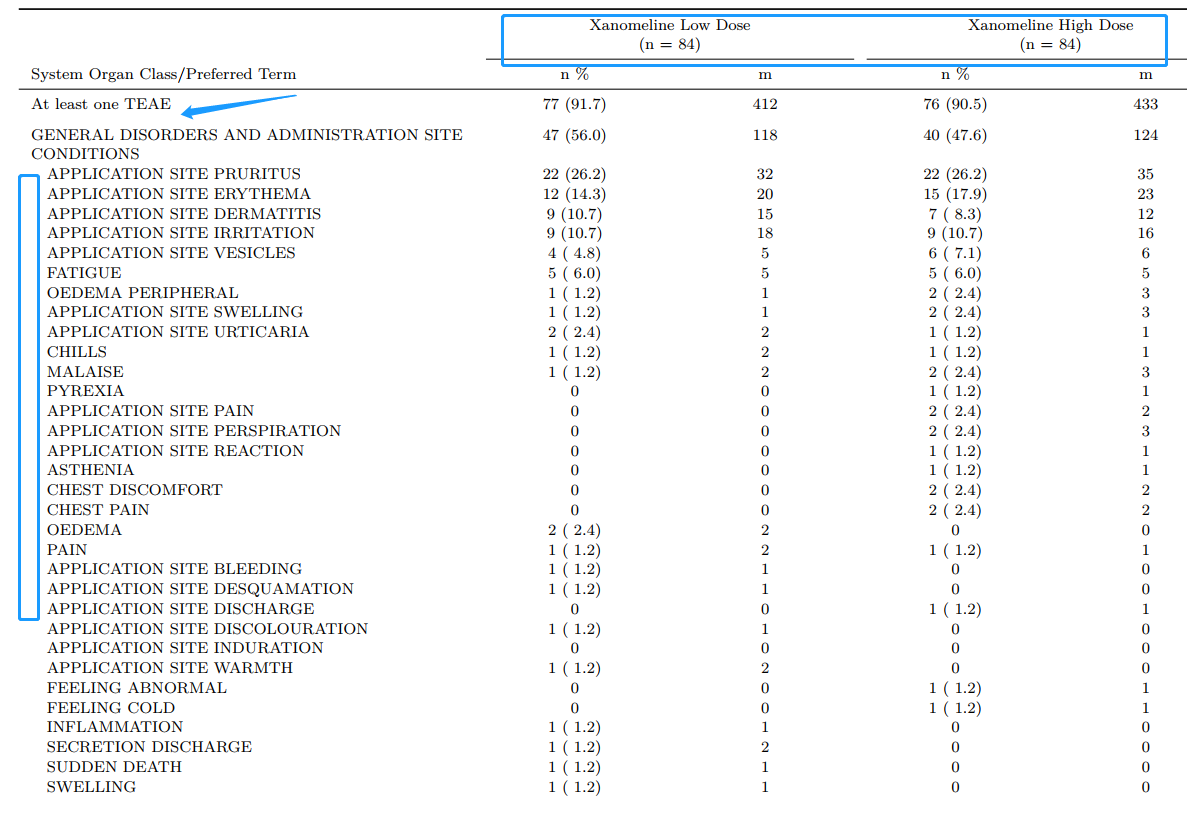 Xanomeline Low Dose Xanomeline High Dose
(n = 84) (n = 84)
System Organ Class/Preferred Term n % m n % m
At least one TEAE 77 (91.7) 412 76 (90.5) 433
GENERAL DISORDERS AND ADMINISTRATION SITE 47 (56.0) 118 40 (47.6) 124
CONDITIONS
APPLICATION SITE PRURITUS 22 (26.2) 32 22 (26.2) 35
APPLICATION SITE ERYTHEMA 12 (14.3) 20 15 (17.9) 23
APPLICATION SITE DERMATITIS 9 (10.7) 15 7 ( 8.3) 12
APPLICATION SITE IRRITATION 9 (10.7) 18 9 (10.7) 16
APPLICATION SITE VESICLES 4 ( 4.8) 5 6 ( 7.1) 6
FATIGUE 5 ( 6.0) 5 5 ( 6.0) 5
OEDEMA PERIPHERAL 1 ( 1.2) 1 2 ( 2.4) 3
APPLICATION SITE SWELLING 1 ( 1.2) 1 2 ( 2.4) 3
APPLICATION SITE URTICARIA 2 ( 2.4) 2 1 ( 1.2) 1
CHILLS 1 ( 1.2) 2 1 ( 1.2) 1
MALAISE 1 ( 1.2) 2 2 ( 2.4) 3
PYREXIA 0 0 1 ( 1.2) 1
APPLICATION SITE PAIN 0 0 2 ( 2.4) 2
APPLICATION SITE PERSPIRATION 0 0 2 ( 2.4) 3
APPLICATION SITE REACTION 0 0 1 ( 1.2) 1
ASTHENIA 0 0 1 ( 1.2) 1
CHEST DISCOMFORT 0 0 2 ( 2.4) 2
CHEST PAIN 0 0 2 ( 2.4) 2
OEDEMA 2 ( 2.4) 2 0 0
PAIN 1 ( 1.2) 2 1 ( 1.2) 1
APPLICATION SITE BLEEDING 1 ( 1.2) 1 0 0
APPLICATION SITE DESQUAMATION 1 ( 1.2) 1 0 0
APPLICATION SITE DISCHARGE 0 0 1 ( 1.2) 1
APPLICATION SITE DISCOLOURATION 1 ( 1.2) 1 0 0
APPLICATION SITE INDURATION 0 0 0 0
APPLICATION SITE WARMTH 1 ( 1.2) 2 0 0
FEELING ABNORMAL 0 0 1 ( 1.2) 1
FEELING COLD 0 0 1 ( 1.2) 1
INFLAMMATION 1 ( 1.2) 1 0 0
SECRETION DISCHARGE 1 ( 1.2) 2 0 0
SUDDEN DEATH 1 ( 1.2) 1 0 0
SWELLING 1 ( 1.2) 1 0 0